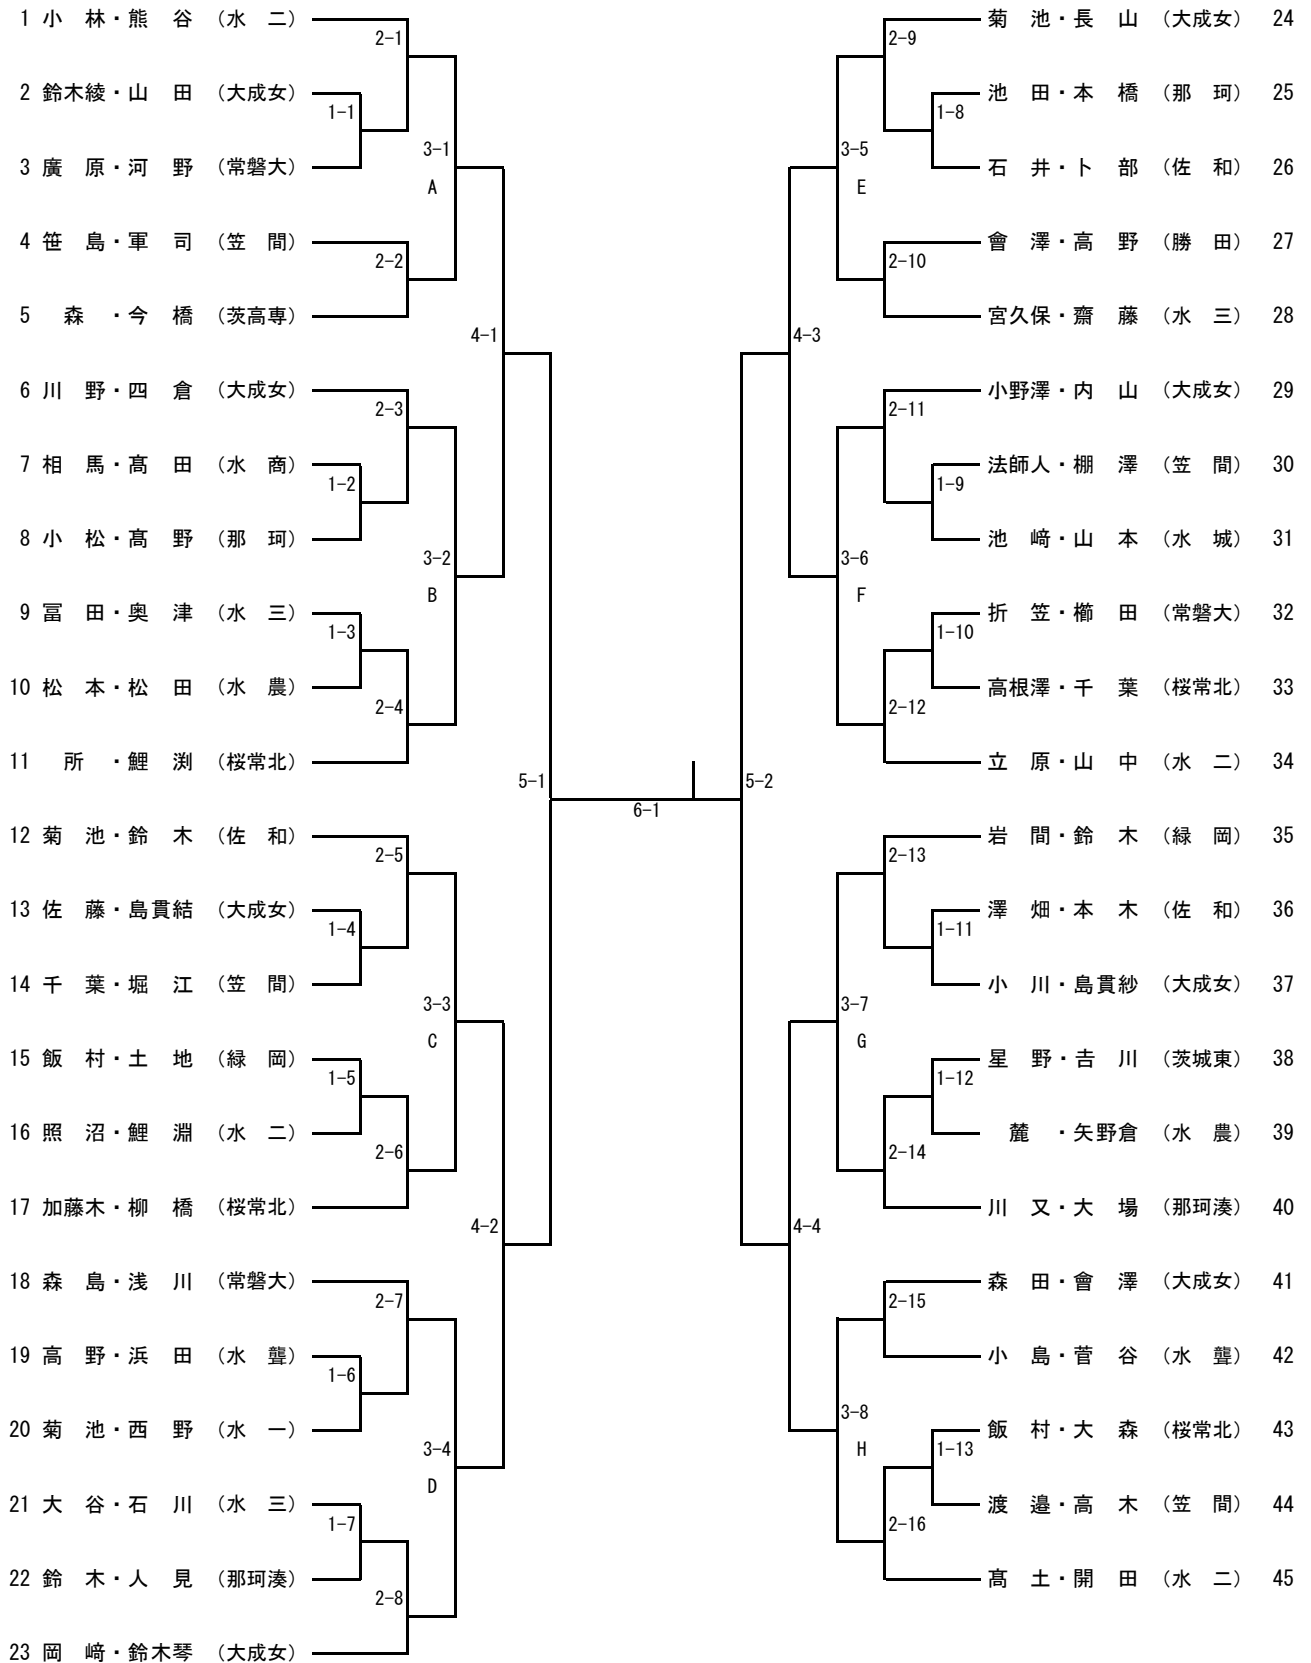 1 小 林・熊 谷 （水 二）
2-1
2 鈴木綾・山 田 （大成女）
1-1
3 廣 原・河 野 （常磐大）
3-1
A
4 笹 島・軍 司 （笠 間）
2-2
5 森 ・今 橋 （茨高専）
4-1
6 川 野・四 倉 （大成女）
2-3
7 相 馬・髙 田 （水 商）
1-2
8 小 松・髙 野 （那 珂）
3-2
B
9 冨 田・奥 津 （水 三）
1-3
10 松 本・松 田 （水 農）
2-4
11 所 ・鯉 渕 （桜常北）
5-1
12 菊 池・鈴 木 （佐 和）
2-5
13 佐 藤・島貫結 （大成女）
1-4
14 千 葉・堀 江 （笠 間）
3-3
C
15 飯 村・土 地 （緑 岡）
1-5
16 照 沼・鯉 淵 （水 二）
2-6
17 加藤木・柳 橋 （桜常北）
4-2
18 森 島・浅 川 （常磐大）
2-7
19 高 野・浜 田 （水 聾）
1-6
20 菊 池・西 野 （水 一）
3-4
D
21 大 谷・石 川 （水 三）
1-7
22 鈴 木・人 見 （那珂湊）
2-8
23 岡 﨑・鈴木琴 （大成女）
6-1
菊 池・長 山 （大成女） 24
2-9
池 田・本 橋 （那 珂） 25
1-8
石 井・卜 部 （佐 和） 26
3-5
E
會 澤・高 野 （勝 田） 27
2-10
宮久保・齋 藤 （水 三） 28
4-3
小野澤・内 山 （大成女） 29
2-11
法師人・棚 澤 （笠 間） 30
1-9
池 﨑・山 本 （水 城） 31
3-6
F
折 笠・櫛 田 （常磐大） 32
1-10
高根澤・千 葉 （桜常北） 33
2-12
立 原・山 中 （水 二） 34
5-2
岩 間・鈴 木 （緑 岡） 35
2-13
澤 畑・本 木 （佐 和） 36
1-11
小 川・島貫紗 （大成女） 37
3-7
G
星 野・𠮷 川 （茨城東） 38
1-12
麓 ・矢野倉 （水 農） 39
2-14
川 又・大 場 （那珂湊） 40
4-4
森 田・會 澤 （大成女） 41
2-15
小 島・菅 谷 （水 聾） 42
3-8
H
飯 村・大 森 （桜常北） 43
1-13
渡 邉・高 木 （笠 間） 44
2-16
髙 土・開 田 （水 二） 45